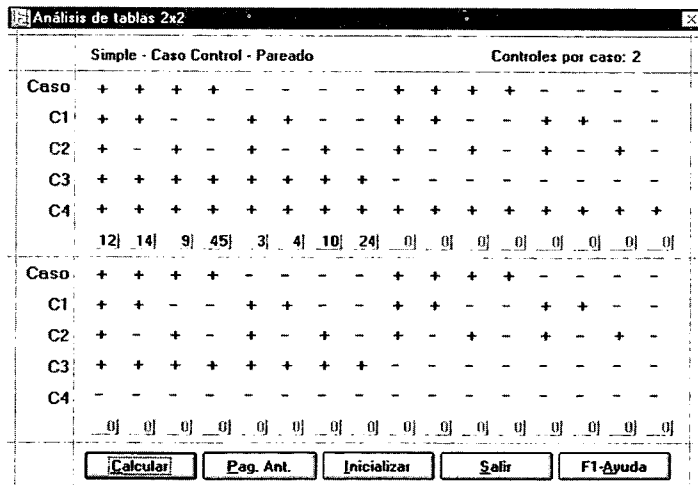 Análisis de tablas 2x2
Simple - Caso Control - Pareado Controles por caso: 2
Caso + + + + - - - - + + + + - - - -
C1 + + - - + + - - + + - - + + - -
C2 + - + - + - + - + - + - + - + -
C3 + + + + + + + + - - - - - - - -
C4 + + + + + + + + + + + + + + + +
12 14 9 45 3 4 10 24 0 0 0 0 0 0 0 0
Caso + + + + - - - - + + + + - - - -
C1 + + - - + + - - + + - - + + - -
C2 + - + - + - + - + - + - + - + -
C3 + + + + + + + + - - - - - - - -
C4 - - - - - - - - - - - - - - - -
0 0 0 0 0 0 0 0 0 0 0 0 0 0 0 0
Calcular Pag. Ant. Inicializar Salir F1-Ayuda